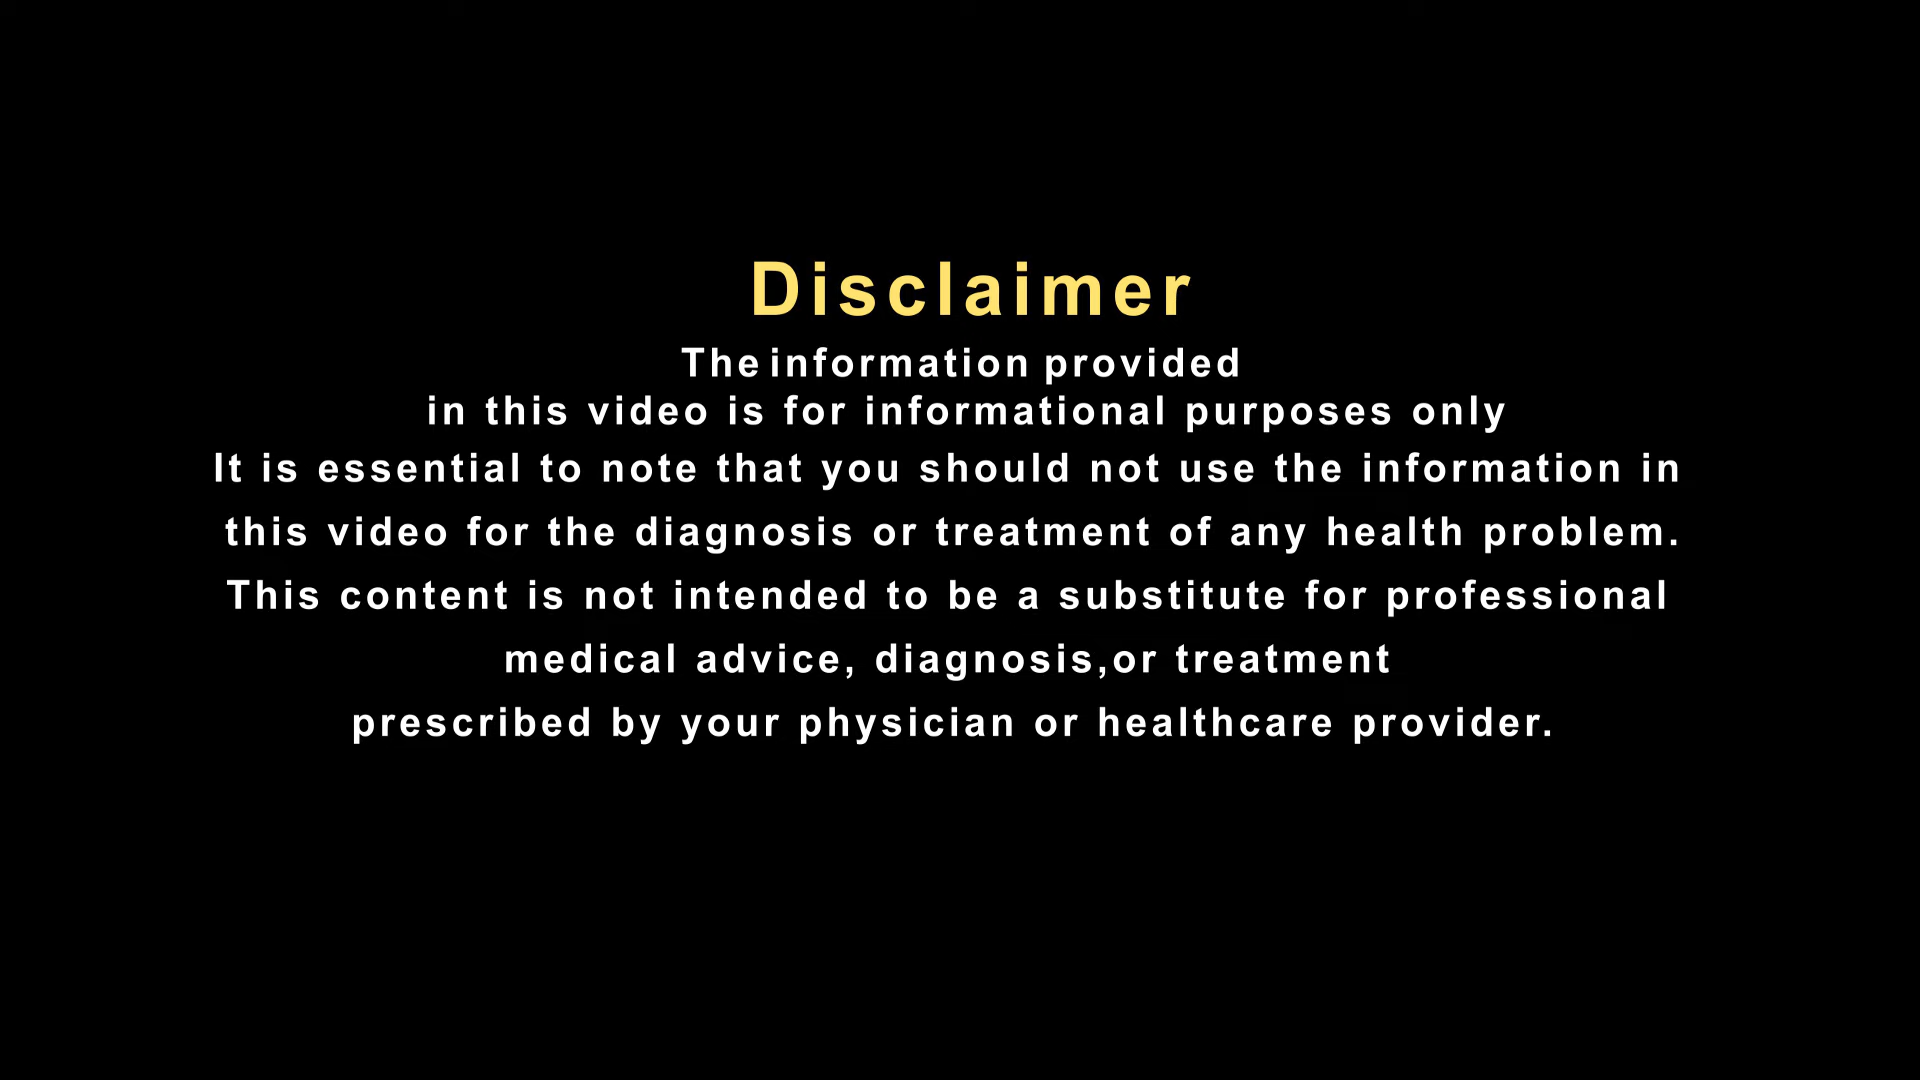 Disclaimer
The information provided
in this video is for informational purposes only
It is essential to note that you should not use the information in
this video for the diagnosis or treatment of any health problem.
This content is not intended to be a substitute for professional
medical advice, diagnosis,or treatment
prescribed by your physician or healthcare provider.